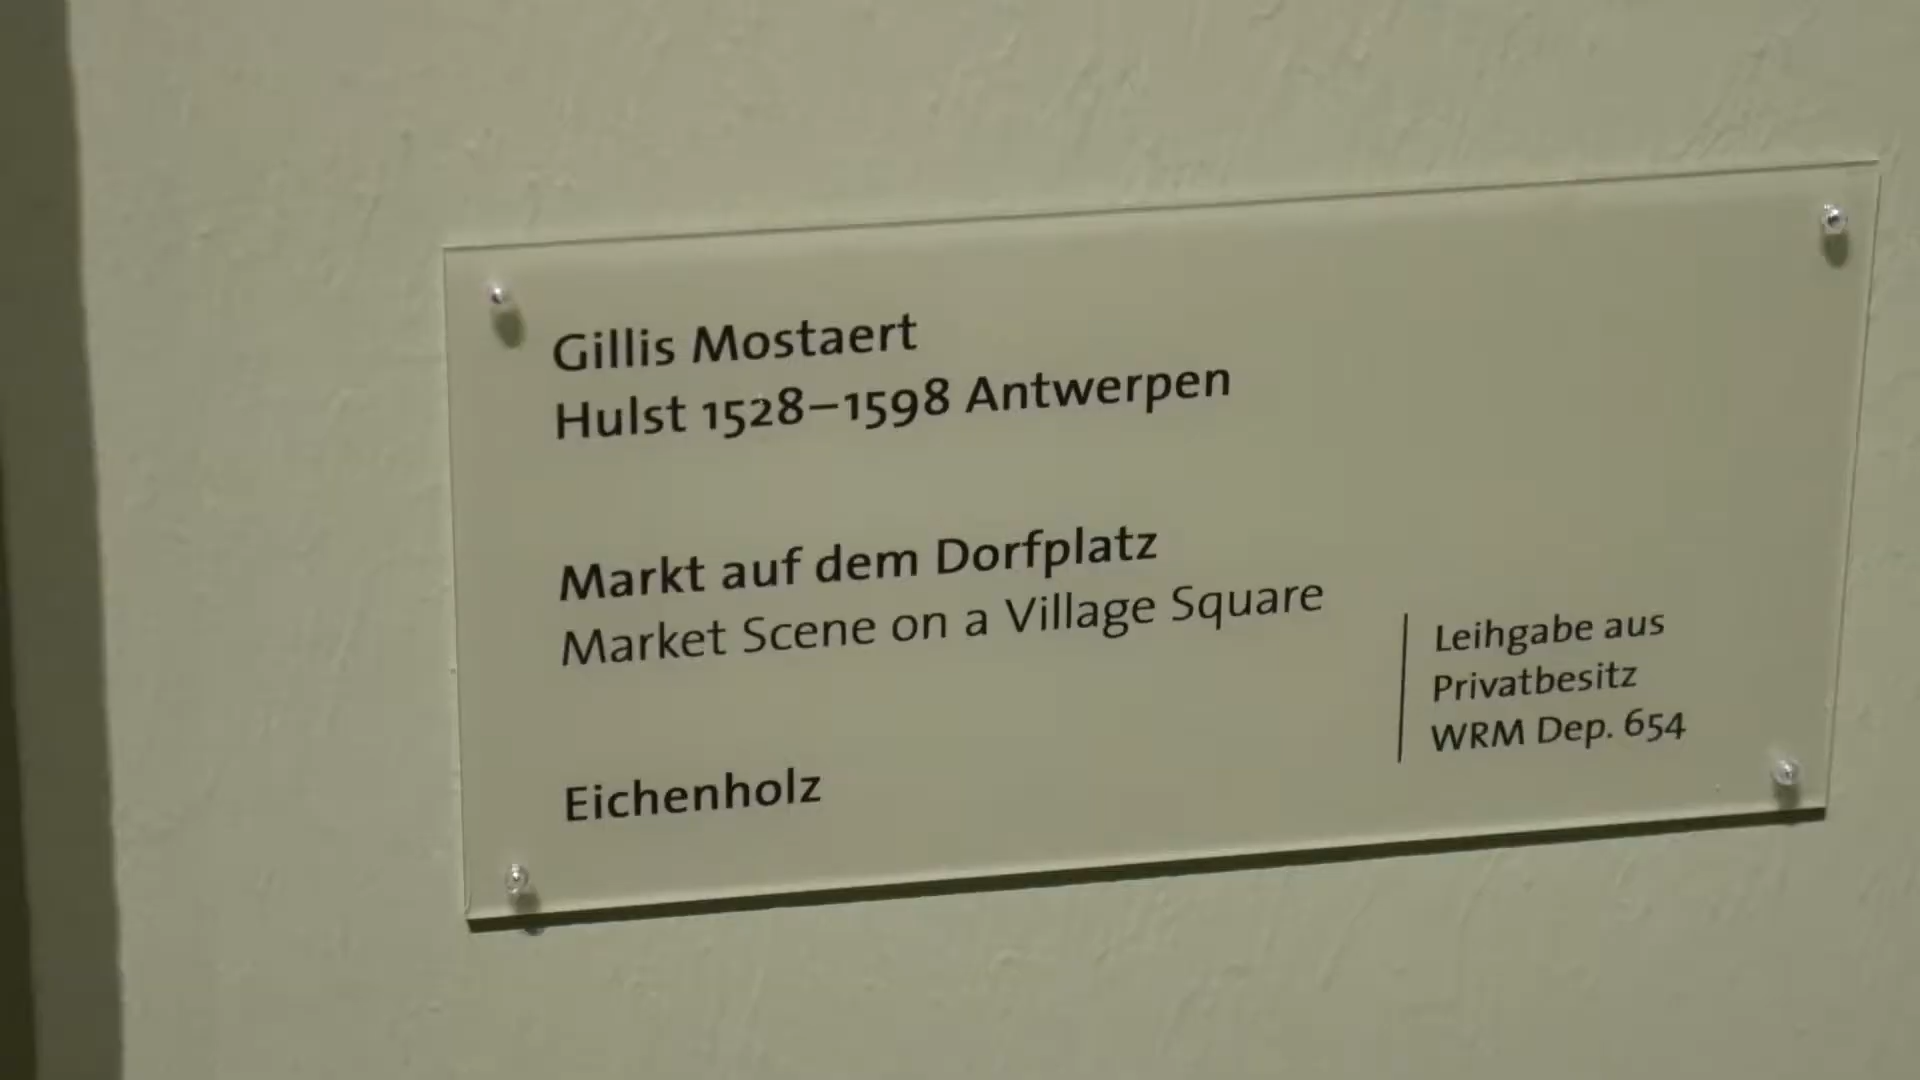 Gillis Mostaert
Hulst 1528–1598 Antwerpen
Markt auf dem Dorfplatz
Market Scene on a Village Square
Eichenholz
Leihgabe aus
Privatbesitz
WRM Dep. 654